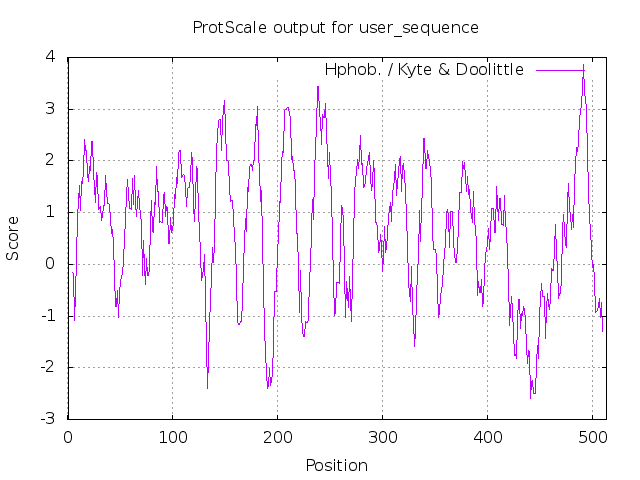 ProtScale output for user_sequence
Hphob. / Kyte & Doolittle
4
3
2
1
0
-1
-2
-3
Score
0 100 200 300 400 500
Position